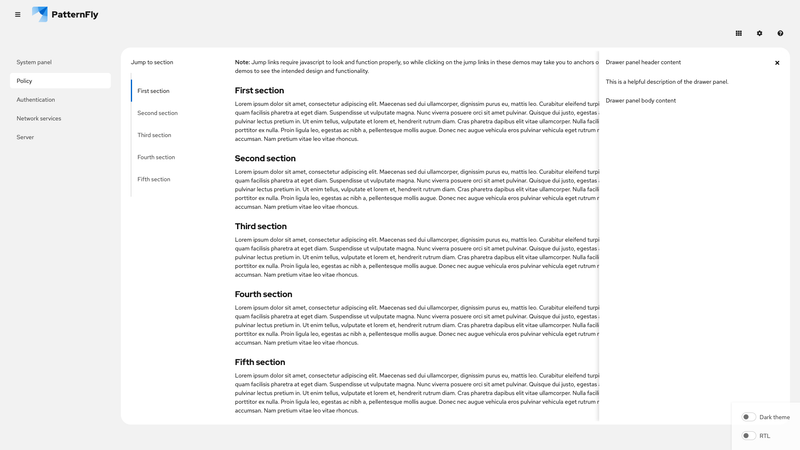 PatternFly
System panel
Policy
Authentication
Network services
Server
Jump to section
First section
Second section
Third section
Fourth section
Fifth section
Note: Jump links require javascript to look and function properly, so while clicking on the jump links in these demos may take you to anchors o
demos to see the intended design and functionality.
First section
Lorem ipsum dolor sit amet, consectetur adipiscing elit. Maecenas sed dui ullamcorper, dignissim purus eu, mattis leo. Curabitur eleifend turpi
quam facilisis pharetra at eget diam. Suspendisse ut vulputate magna. Nunc viverra posuere orci sit amet pulvinar. Quisque dui justo, egestas
pulvinar lectus pretium in. Ut enim tellus, vulputate et lorem et, hendrerit rutrum diam. Cras pharetra dapibus elit vitae ullamcorper. Nulla facili
porttitor ex nulla. Proin ligula leo, egestas ac nibh a, pellentesque mollis augue. Donec nec augue vehicula eros pulvinar vehicula eget rutrum
accumsan. Nam pretium vitae leo vitae rhoncus.
Second section
Lorem ipsum dolor sit amet, consectetur adipiscing elit. Maecenas sed dui ullamcorper, dignissim purus eu, mattis leo. Curabitur eleifend turpi
quam facilisis pharetra at eget diam. Suspendisse ut vulputate magna. Nunc viverra posuere orci sit amet pulvinar. Quisque dui justo, egestas
pulvinar lectus pretium in. Ut enim tellus, vulputate et lorem et, hendrerit rutrum diam. Cras pharetra dapibus elit vitae ullamcorper. Nulla facili
porttitor ex nulla. Proin ligula leo, egestas ac nibh a, pellentesque mollis augue. Donec nec augue vehicula eros pulvinar vehicula eget rutrum
accumsan. Nam pretium vitae leo vitae rhoncus.
Third section
Lorem ipsum dolor sit amet, consectetur adipiscing elit. Maecenas sed dui ullamcorper, dignissim purus eu, mattis leo. Curabitur eleifend turpi
quam facilisis pharetra at eget diam. Suspendisse ut vulputate magna. Nunc viverra posuere orci sit amet pulvinar. Quisque dui justo, egestas
pulvinar lectus pretium in. Ut enim tellus, vulputate et lorem et, hendrerit rutrum diam. Cras pharetra dapibus elit vitae ullamcorper. Nulla facili
porttitor ex nulla. Proin ligula leo, egestas ac nibh a, pellentesque mollis augue. Donec nec augue vehicula eros pulvinar vehicula eget rutrum
accumsan. Nam pretium vitae leo vitae rhoncus.
Fourth section
Lorem ipsum dolor sit amet, consectetur adipiscing elit. Maecenas sed dui ullamcorper, dignissim purus eu, mattis leo. Curabitur eleifend turpi
quam facilisis pharetra at eget diam. Suspendisse ut vulputate magna. Nunc viverra posuere orci sit amet pulvinar. Quisque dui justo, egestas
pulvinar lectus pretium in. Ut enim tellus, vulputate et lorem et, hendrerit rutrum diam. Cras pharetra dapibus elit vitae ullamcorper. Nulla facili
porttitor ex nulla. Proin ligula leo, egestas ac nibh a, pellentesque mollis augue. Donec nec augue vehicula eros pulvinar vehicula eget rutrum
accumsan. Nam pretium vitae leo vitae rhoncus.
Fifth section
Lorem ipsum dolor sit amet, consectetur adipiscing elit. Maecenas sed dui ullamcorper, dignissim purus eu, mattis leo. Curabitur eleifend turpi
quam facilisis pharetra at eget diam. Suspendisse ut vulputate magna. Nunc viverra posuere orci sit amet pulvinar. Quisque dui justo, egestas
pulvinar lectus pretium in. Ut enim tellus, vulputate et lorem et, hendrerit rutrum diam. Cras pharetra dapibus elit vitae ullamcorper. Nulla facili
porttitor ex nulla. Proin ligula leo, egestas ac nibh a, pellentesque mollis augue. Donec nec augue vehicula eros pulvinar vehicula eget rutrum
accumsan. Nam pretium vitae leo vitae rhoncus.
Drawer panel header content
This is a helpful description of the drawer panel.
Drawer panel body content
Dark theme
RTL